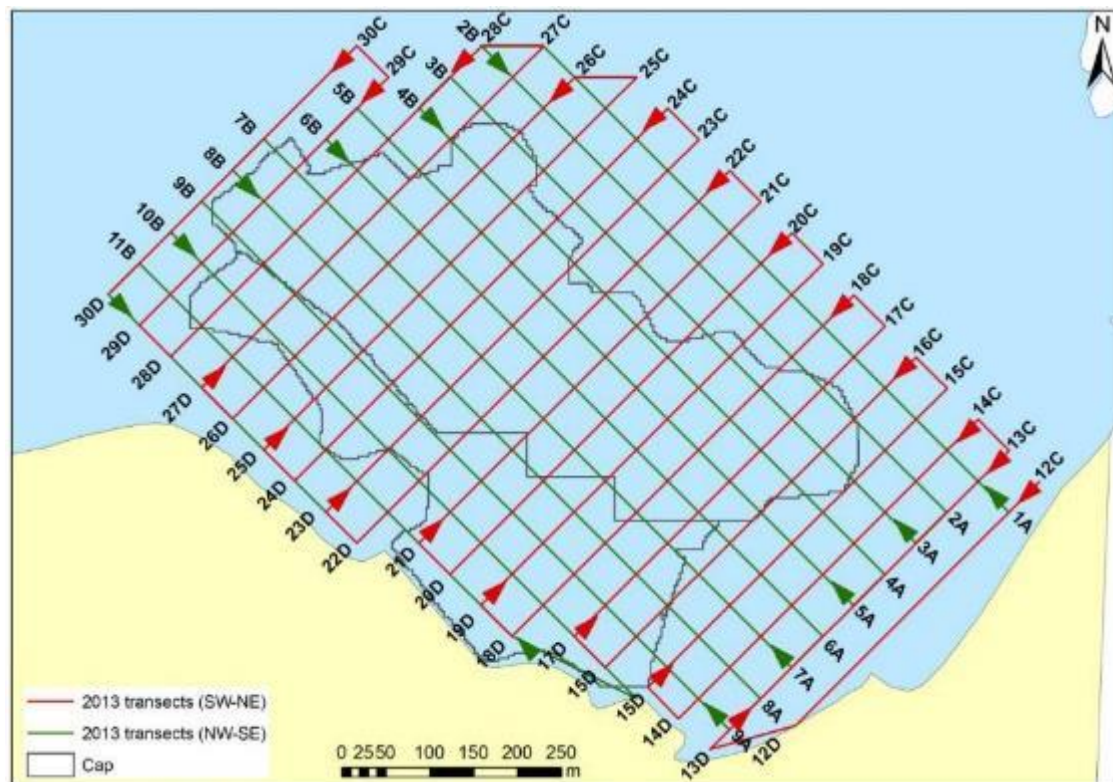 N
30C
29C
2B
28C
27C
3B
26C
25C
4B
5B
6B
24C
23C
7B
22C
8B
21C
9B
20C
10B
19C
11B
18C
17C
30D
16C
29D
15C
28D
14C
27D
13C
26D
12C
25D
1A
24D
2A
23D
3A
22D
4A
21D
5A
20D
6A
19D
7A
18D
17D
8A
15D
15D
9A
14D
12D
13D
2013 transects (SW-NE)
2013 transects (NW-SE)
Cap
0 25 50 100 150 200 250
m